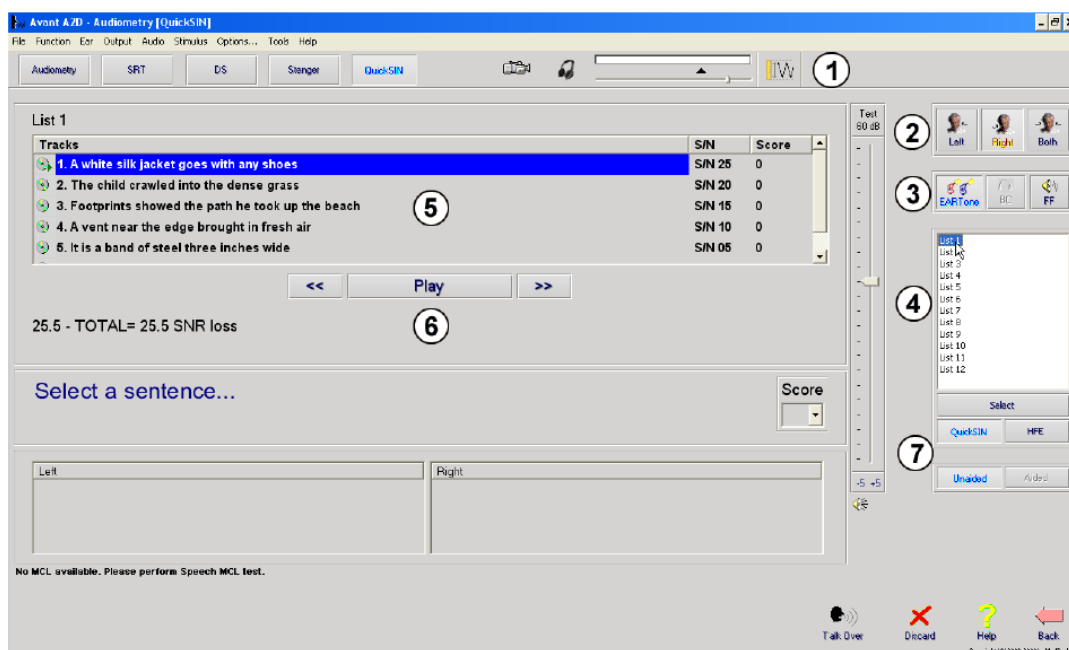 Avant A2D - Audiometry [QuickSIN]
File Function Ear Output Audio Stimulus Options... Tools Help
Audiometry SRT DS Stenger QuickSIN
1
List 1
Tracks S/N Score
1. A white silk jacket goes with any shoes S/N 25 0
2. The child crawled into the dense grass S/N 20 0
3. Footprints showed the path he took up the beach S/N 15 0
4. A vent near the edge brought in fresh air S/N 10 0
5. It is a band of steel three inches wide S/N 05 0
5
<< Play >>
25.5 - TOTAL= 25.5 SNR loss
6
Select a sentence...
Score
Left Right
No MCL available. Please perform Speech MCL test.
Test
60 dB
-5 +5
2
Left Right Both
3
EARTone BC FF
4
List 1
List
List 3
List 4
List 5
List 6
List 7
List 8
List 9
List 10
List 11
List 12
Select
QuickSIN HFE
7
Unaided Aided
Talk Over Discard Help Back